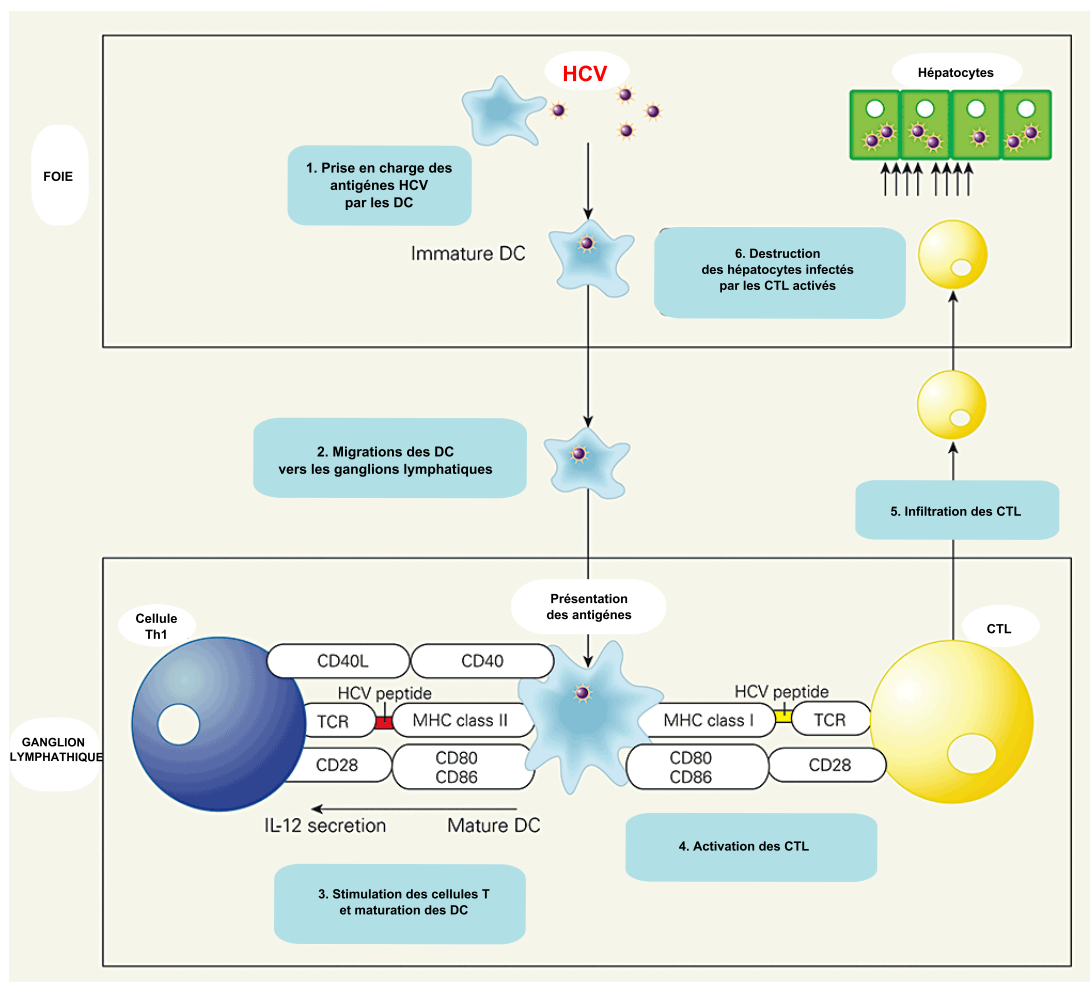 HCV
Hépatocytes
FOIE
1. Prise en charge des
antigénes HCV
par les DC
Immature DC
6. Destruction
des hépatocytes infectés
par les CTL activés
2. Migrations des DC
vers les ganglions lymphatiques
5. Infiltration des CTL
Présentation
des antigénes
Cellule
Th1
CTL
CD40L
CD40
HCV peptide
HCV peptide
TCR
MHC class II
MHC class I
TCR
GANGLION
LYMPHATHIQUE
CD28
CD80
CD86
CD80
CD86
CD28
IL-12 secretion
Mature DC
4. Activation des CTL
3. Stimulation des cellules T
et maturation des DC